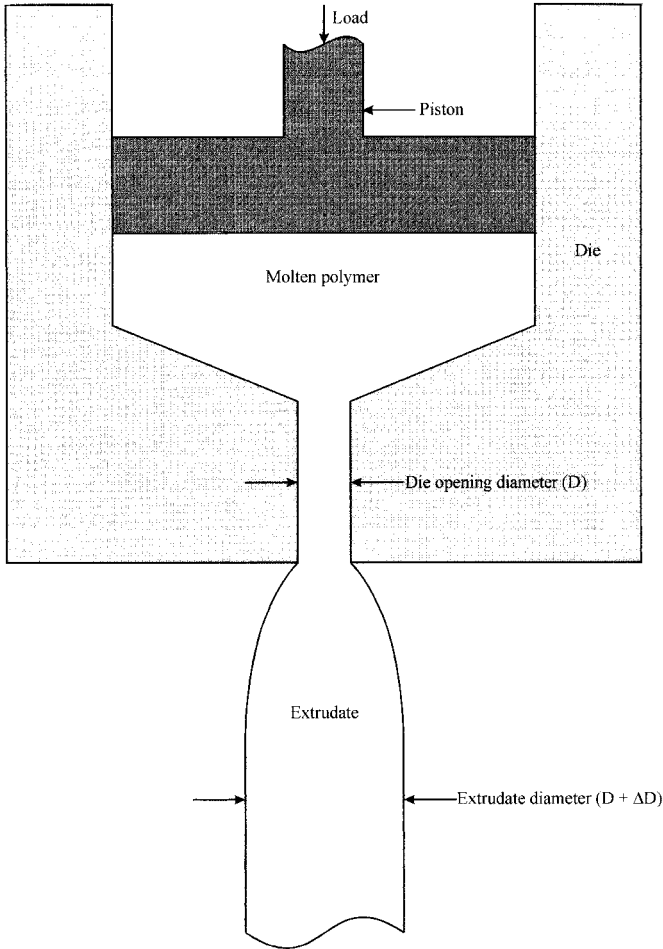 Load
Piston
Die
Molten polymer
Die opening diameter (D)
Extrudate
Extrudate diameter (D + ΔD)